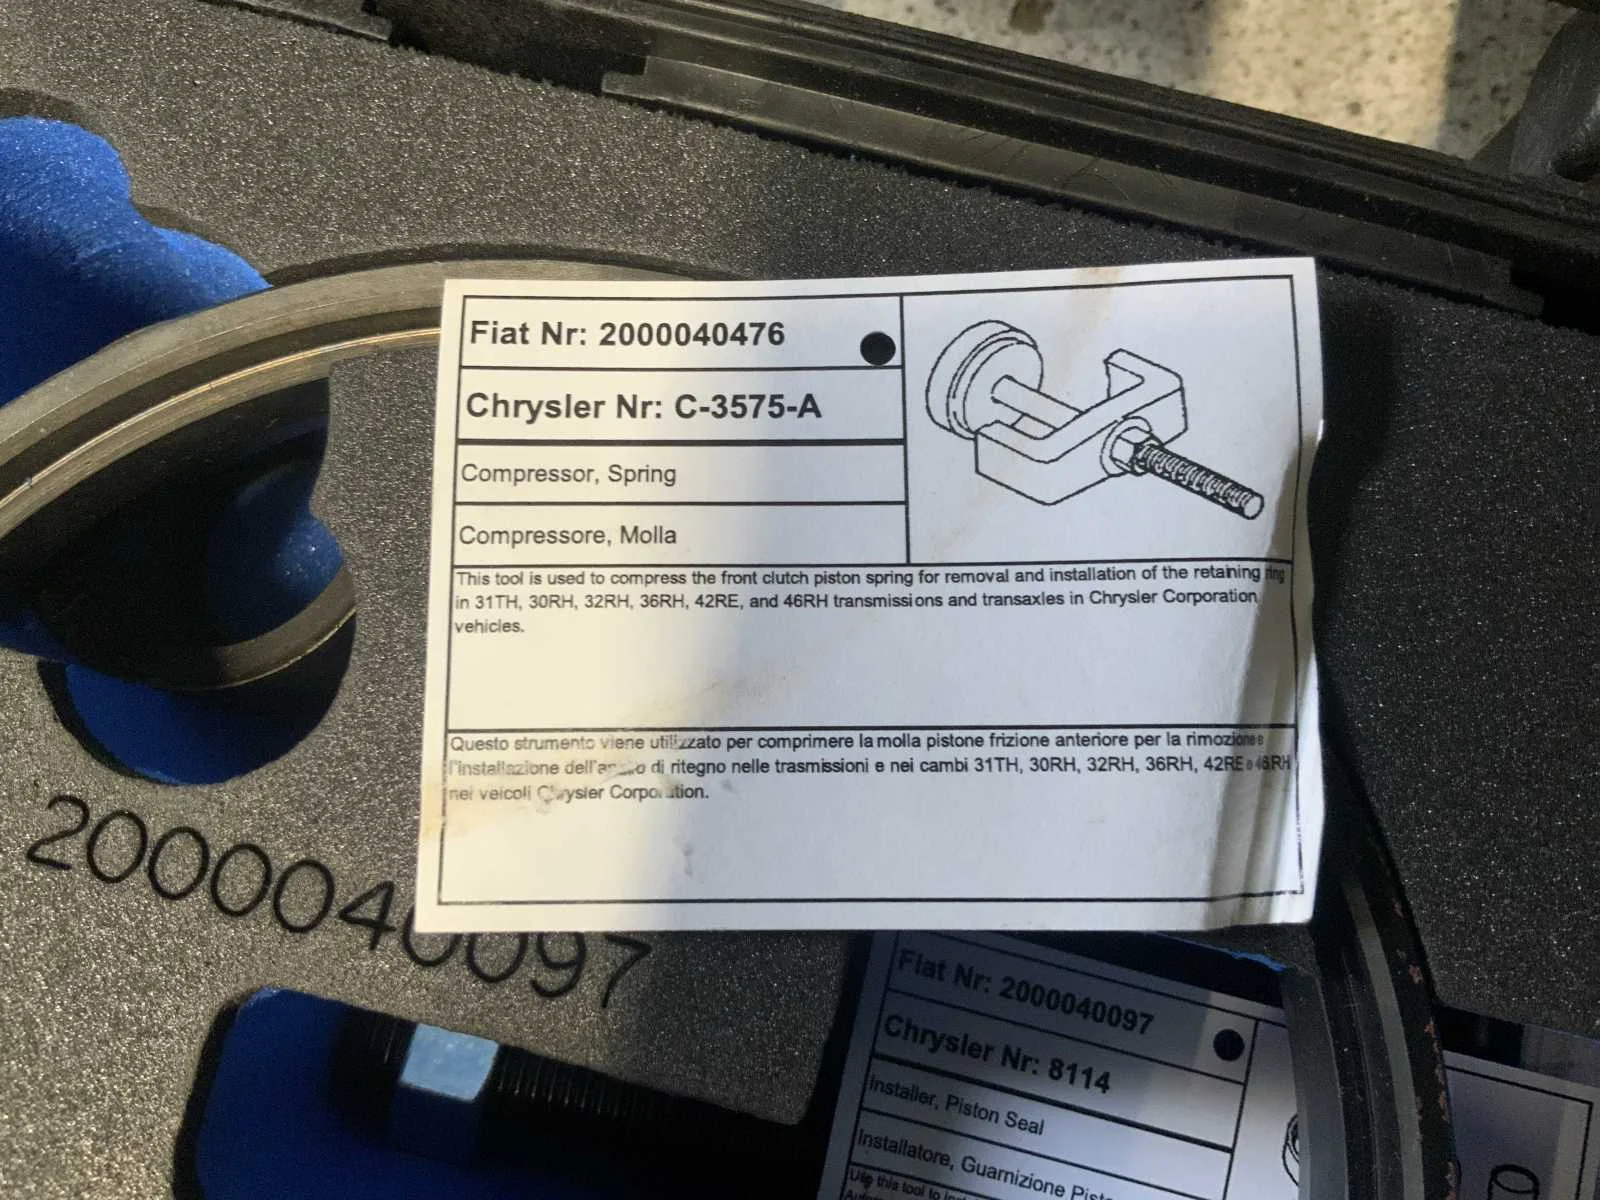 Fiat Nr: 2000040476
Chrysler Nr: C-3575-A
Compressor, Spring
Compressore, Molla
This tool is used to compress the front clutch piston spring for removal and installation of the retaining ring
in 31TH, 30RH, 32RH, 36RH, 42RE, and 46RH transmissions and transaxles in Chrysler Corporation
vehicles.
Questo strumento viene utilizzato per comprimere la molla pistone frizione anteriore per la rimozione e
l'installazione di ritegno nelle trasmissioni e nei cambi 31TH, 30RH, 32RH, 36RH, 42RE e 46RH
nei veicoli Chrysler Corporation.
2000040097
Fiat Nr: 2000040097
Chrysler Nr: 8114
Installer, Piston Seal
Installatore, Guarnizione
Use this tool to